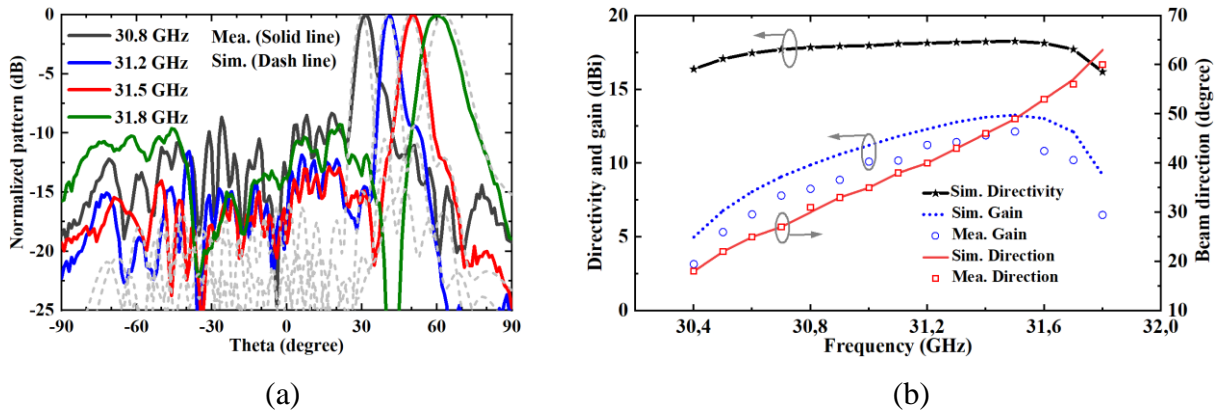 30.8 GHz
31.2 GHz
31.5 GHz
31.8 GHz
Mea. (Solid line)
Sim. (Dash line)
Normalized pattern (dB)
0
-5
-10
-15
-20
-25
-90 -60 -30 0 30 60 90
Theta (degree)
(a)
Directivity and gain (dBi)
20
15
10
5
0
Sim. Directivity
Sim. Gain
Mea. Gain
Sim. Direction
Mea. Direction
70
60
50
40
30
20
10
Beam direction (degree)
30,4 30,8 31,2 31,6 32,0
Frequency (GHz)
(b)